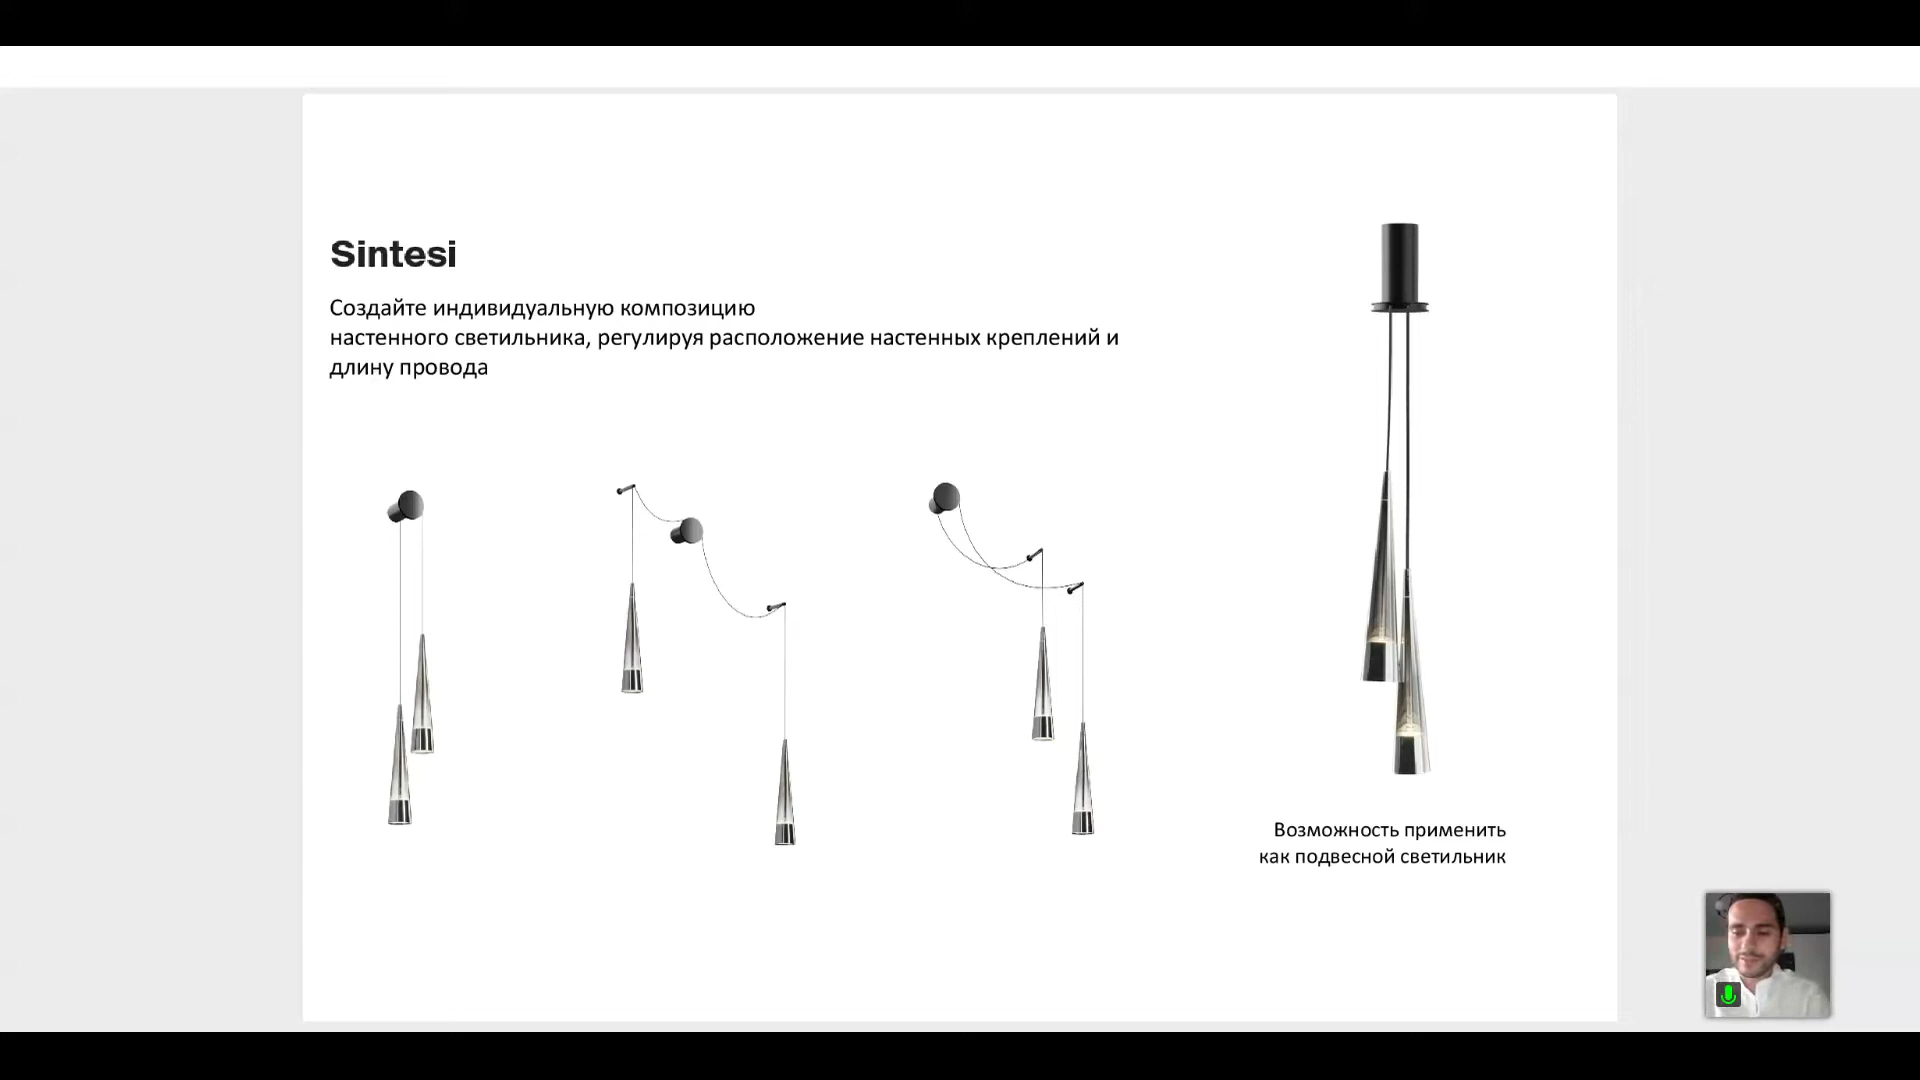 Sintesi
Создайте индивидуальную композицию
настенного светильника, регулируя расположение настенных креплений и
длину провода
Возможность применить
как подвесной светильник